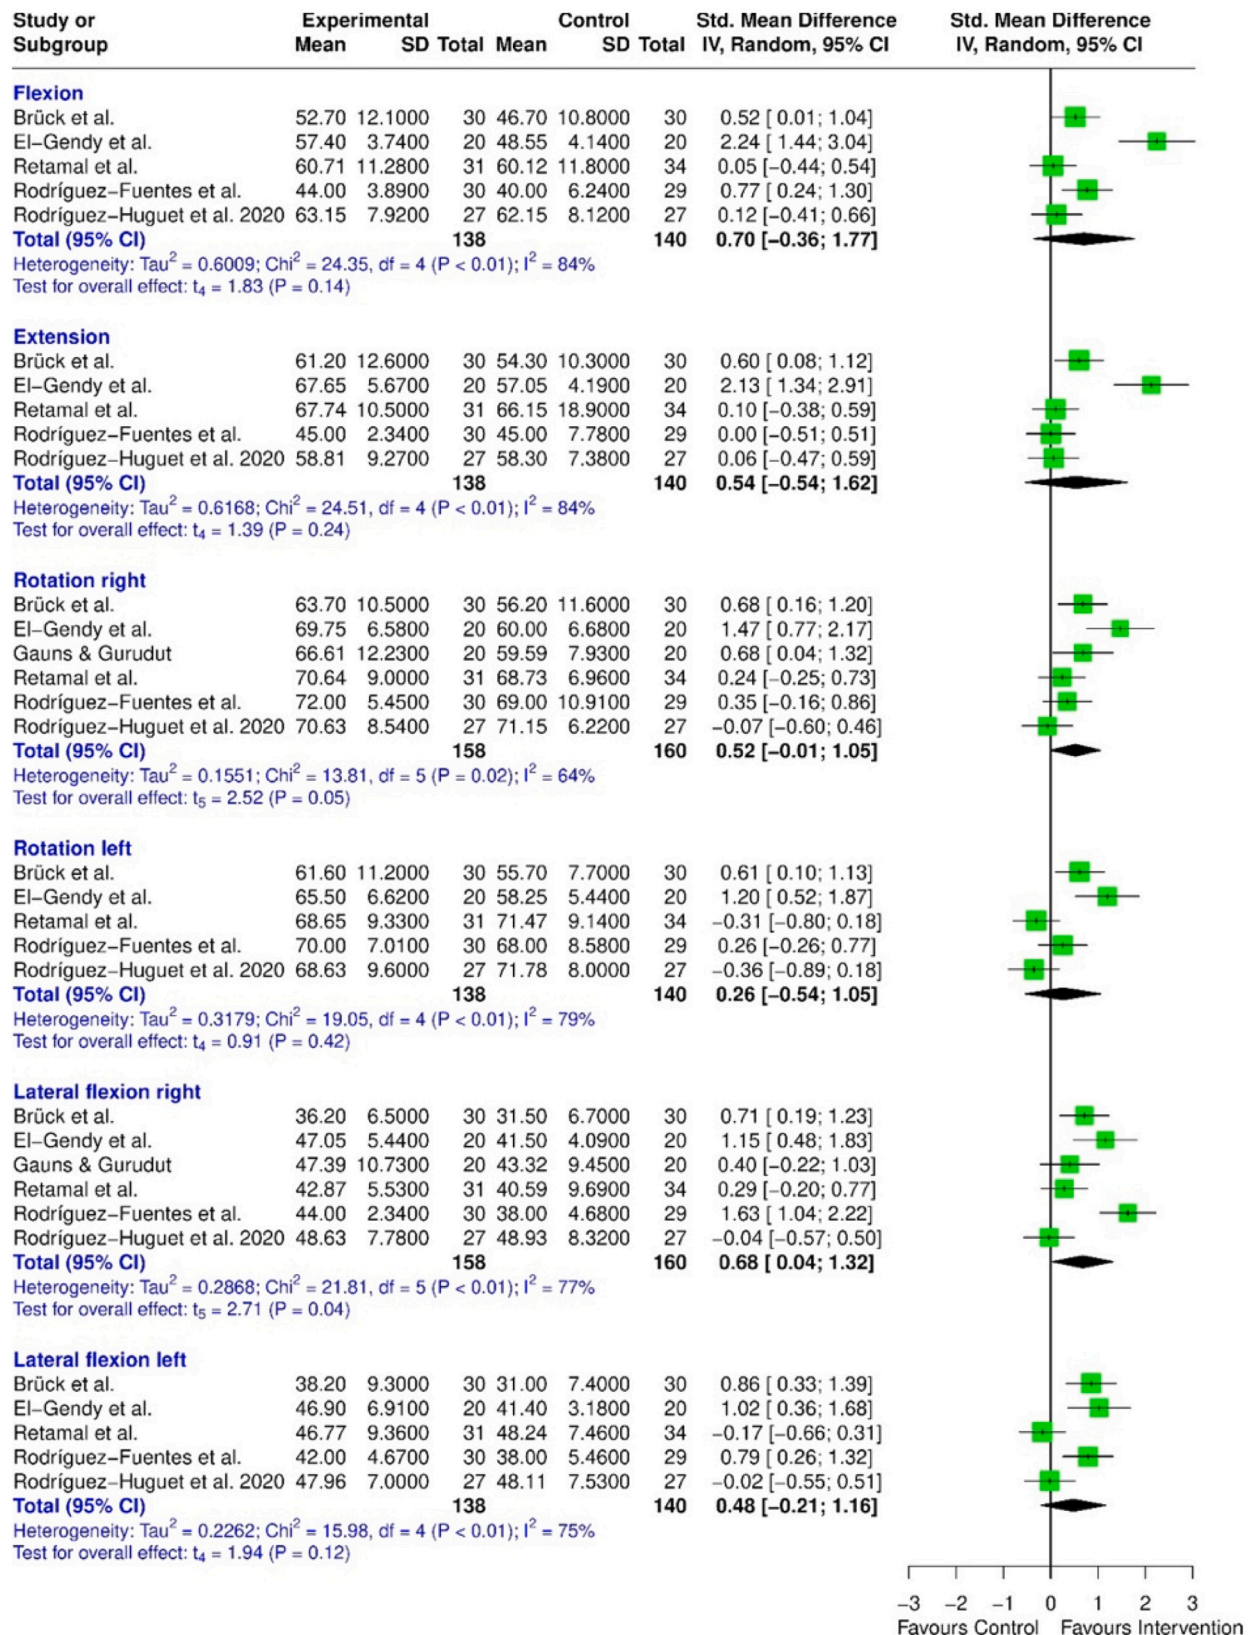 Study or Experimental Control Std. Mean Difference Std. Mean Difference
Subgroup Mean SD Total Mean SD Total IV, Random, 95% CI IV, Random, 95% CI
Flexion
Brück et al. 52.70 12.1000 30 46.70 10.8000 30 0.52 [ 0.01; 1.04]
El−Gendy et al. 57.40 3.7400 20 48.55 4.1400 20 2.24 [ 1.44; 3.04]
Retamal et al. 60.71 11.2800 31 60.12 11.8000 34 0.05 [−0.44; 0.54]
Rodríguez−Fuentes et al. 44.00 3.8900 30 40.00 6.2400 29 0.77 [ 0.24; 1.30]
Rodríguez−Huguet et al. 2020 63.15 7.9200 27 62.15 8.1200 27 0.12 [−0.41; 0.66]
Total (95% CI) 138 140 0.70 [−0.36; 1.77]
Heterogeneity: Tau² = 0.6009; Chi² = 24.35, df = 4 (P < 0.01); I² = 84%
Test for overall effect: t₄ = 1.83 (P = 0.14)
Extension
Brück et al. 61.20 12.6000 30 54.30 10.3000 30 0.60 [ 0.08; 1.12]
El−Gendy et al. 67.65 5.6700 20 57.05 4.1900 20 2.13 [ 1.34; 2.91]
Retamal et al. 67.74 10.5000 31 66.15 18.9000 34 0.10 [−0.38; 0.59]
Rodríguez−Fuentes et al. 45.00 2.3400 30 45.00 7.7800 29 0.00 [−0.51; 0.51]
Rodríguez−Huguet et al. 2020 58.81 9.2700 27 58.30 7.3800 27 0.06 [−0.47; 0.59]
Total (95% CI) 138 140 0.54 [−0.54; 1.62]
Heterogeneity: Tau² = 0.6168; Chi² = 24.51, df = 4 (P < 0.01); I² = 84%
Test for overall effect: t₄ = 1.39 (P = 0.24)
Rotation right
Brück et al. 63.70 10.5000 30 56.20 11.6000 30 0.68 [ 0.16; 1.20]
El−Gendy et al. 69.75 6.5800 20 60.00 6.6800 20 1.47 [ 0.77; 2.17]
Gauns & Gurudut 66.61 12.2300 20 59.59 7.9300 20 0.68 [ 0.04; 1.32]
Retamal et al. 70.64 9.0000 31 68.73 6.9600 34 0.24 [−0.25; 0.73]
Rodríguez−Fuentes et al. 72.00 5.4500 30 69.00 10.9100 29 0.35 [−0.16; 0.86]
Rodríguez−Huguet et al. 2020 70.63 8.5400 27 71.15 6.2200 27 −0.07 [−0.60; 0.46]
Total (95% CI) 158 160 0.52 [−0.01; 1.05]
Heterogeneity: Tau² = 0.1551; Chi² = 13.81, df = 5 (P = 0.02); I² = 64%
Test for overall effect: t₅ = 2.52 (P = 0.05)
Rotation left
Brück et al. 61.60 11.2000 30 55.70 7.7000 30 0.61 [ 0.10; 1.13]
El−Gendy et al. 65.50 6.6200 20 58.25 5.4400 20 1.20 [ 0.52; 1.87]
Retamal et al. 68.65 9.3300 31 71.47 9.1400 34 −0.31 [−0.80; 0.18]
Rodríguez−Fuentes et al. 70.00 7.0100 30 68.00 8.5800 29 0.26 [−0.26; 0.77]
Rodríguez−Huguet et al. 2020 68.63 9.6000 27 71.78 8.0000 27 −0.36 [−0.89; 0.18]
Total (95% CI) 138 140 0.26 [−0.54; 1.05]
Heterogeneity: Tau² = 0.3179; Chi² = 19.05, df = 4 (P < 0.01); I² = 79%
Test for overall effect: t₄ = 0.91 (P = 0.42)
Lateral flexion right
Brück et al. 36.20 6.5000 30 31.50 6.7000 30 0.71 [ 0.19; 1.23]
El−Gendy et al. 47.05 5.4400 20 41.50 4.0900 20 1.15 [ 0.48; 1.83]
Gauns & Gurudut 47.39 10.7300 20 43.32 9.4500 20 0.40 [−0.22; 1.03]
Retamal et al. 42.87 5.5300 31 40.59 9.6900 34 0.29 [−0.20; 0.77]
Rodríguez−Fuentes et al. 44.00 2.3400 30 38.00 4.6800 29 1.63 [ 1.04; 2.22]
Rodríguez−Huguet et al. 2020 48.63 7.7800 27 48.93 8.3200 27 −0.04 [−0.57; 0.50]
Total (95% CI) 158 160 0.68 [ 0.04; 1.32]
Heterogeneity: Tau² = 0.2868; Chi² = 21.81, df = 5 (P < 0.01); I² = 77%
Test for overall effect: t₅ = 2.71 (P = 0.04)
Lateral flexion left
Brück et al. 38.20 9.3000 30 31.00 7.4000 30 0.86 [ 0.33; 1.39]
El−Gendy et al. 46.90 6.9100 20 41.40 3.1800 20 1.02 [ 0.36; 1.68]
Retamal et al. 46.77 9.3600 31 48.24 7.4600 34 −0.17 [−0.66; 0.31]
Rodríguez−Fuentes et al. 42.00 4.6700 30 38.00 5.4600 29 0.79 [ 0.26; 1.32]
Rodríguez−Huguet et al. 2020 47.96 7.0000 27 48.11 7.5300 27 −0.02 [−0.55; 0.51]
Total (95% CI) 138 140 0.48 [−0.21; 1.16]
Heterogeneity: Tau² = 0.2262; Chi² = 15.98, df = 4 (P < 0.01); I² = 75%
Test for overall effect: t₄ = 1.94 (P = 0.12)
−3 −2 −1 0 1 2 3
Favours Control Favours Intervention